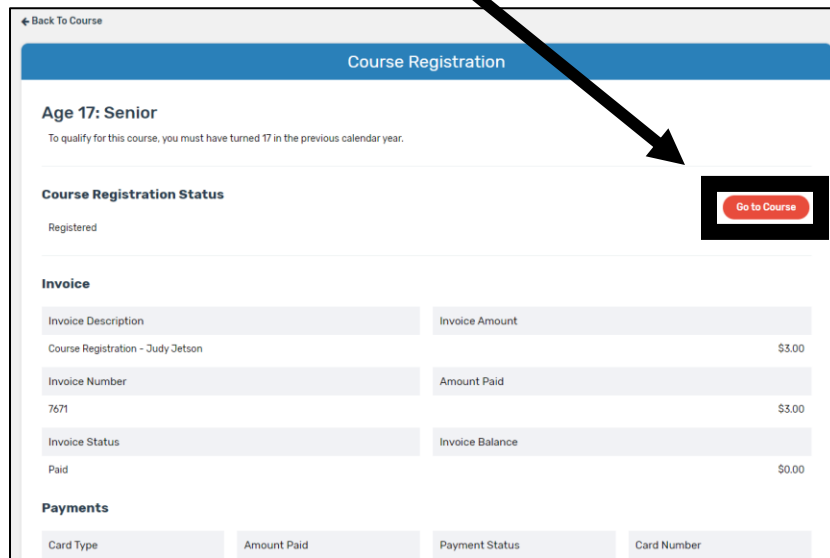 Back To Course
Course Registration
Age 17: Senior
To qualify for this course, you must have turned 17 in the previous calendar year.
Course Registration Status
Go to Course
Registered
Invoice
Invoice Description Invoice Amount
Course Registration - Judy Jetson $3.00
Invoice Number Amount Paid
7671 $3.00
Invoice Status Invoice Balance
Paid $0.00
Payments
Card Type Amount Paid Payment Status Card Number